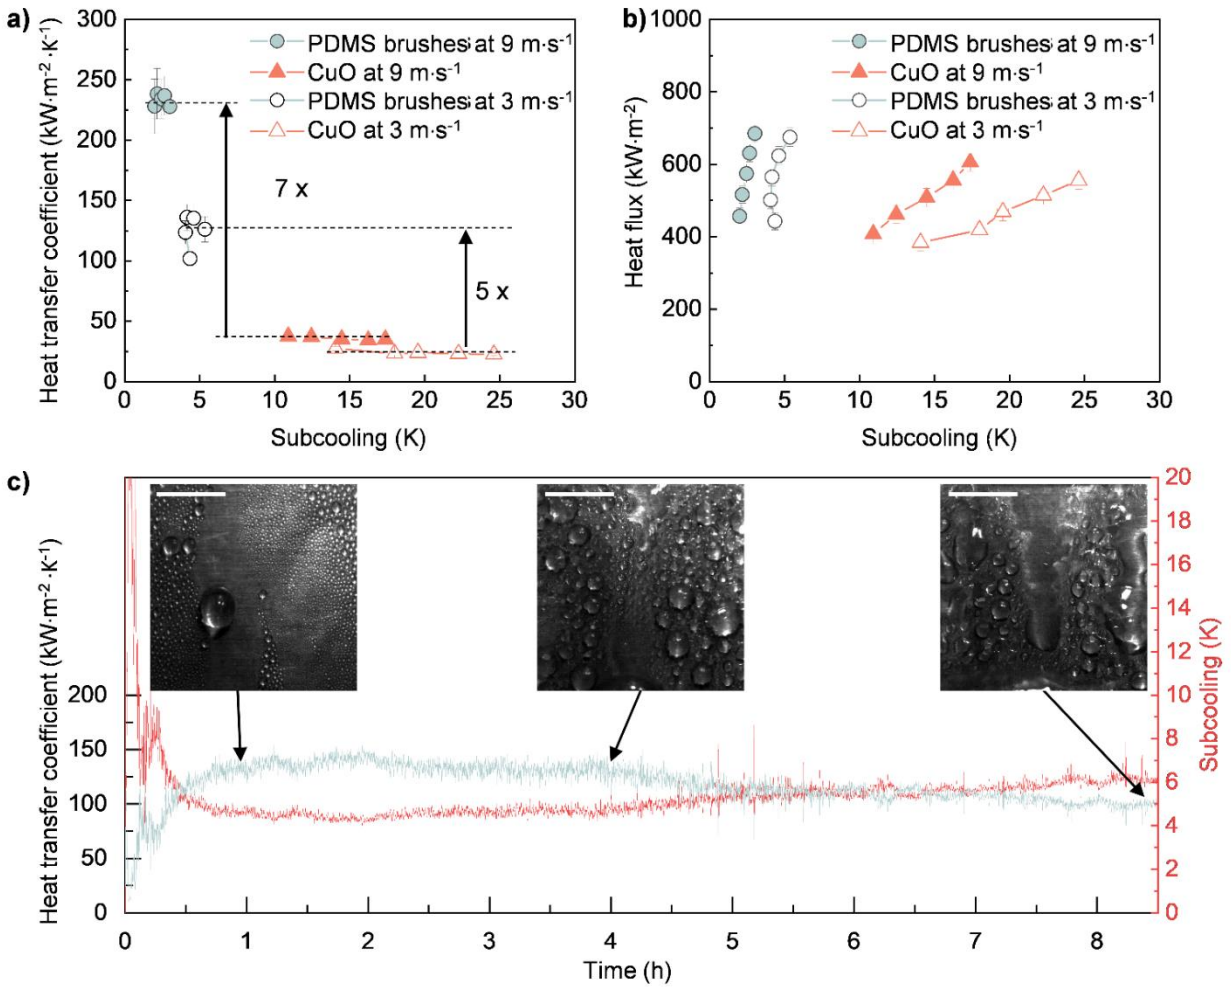 a)
Heat transfer coefficient (kW·m⁻²·K⁻¹)
300
250
200
150
100
50
0
PDMS brushes at 9 m·s⁻¹
CuO at 9 m·s⁻¹
PDMS brushes at 3 m·s⁻¹
CuO at 3 m·s⁻¹
7 x
5 x
0 5 10 15 20 25 30
Subcooling (K)
b)
Heat flux (kW·m⁻²)
1000
800
600
400
200
0
PDMS brushes at 9 m·s⁻¹
CuO at 9 m·s⁻¹
PDMS brushes at 3 m·s⁻¹
CuO at 3 m·s⁻¹
0 5 10 15 20 25 30
Subcooling (K)
c)
Heat transfer coefficient (kW·m⁻²·K⁻¹)
200
150
100
50
0
20
18
16
14
12
10
8
6
4
2
0
Subcooling (K)
0 1 2 3 4 5 6 7 8
Time (h)